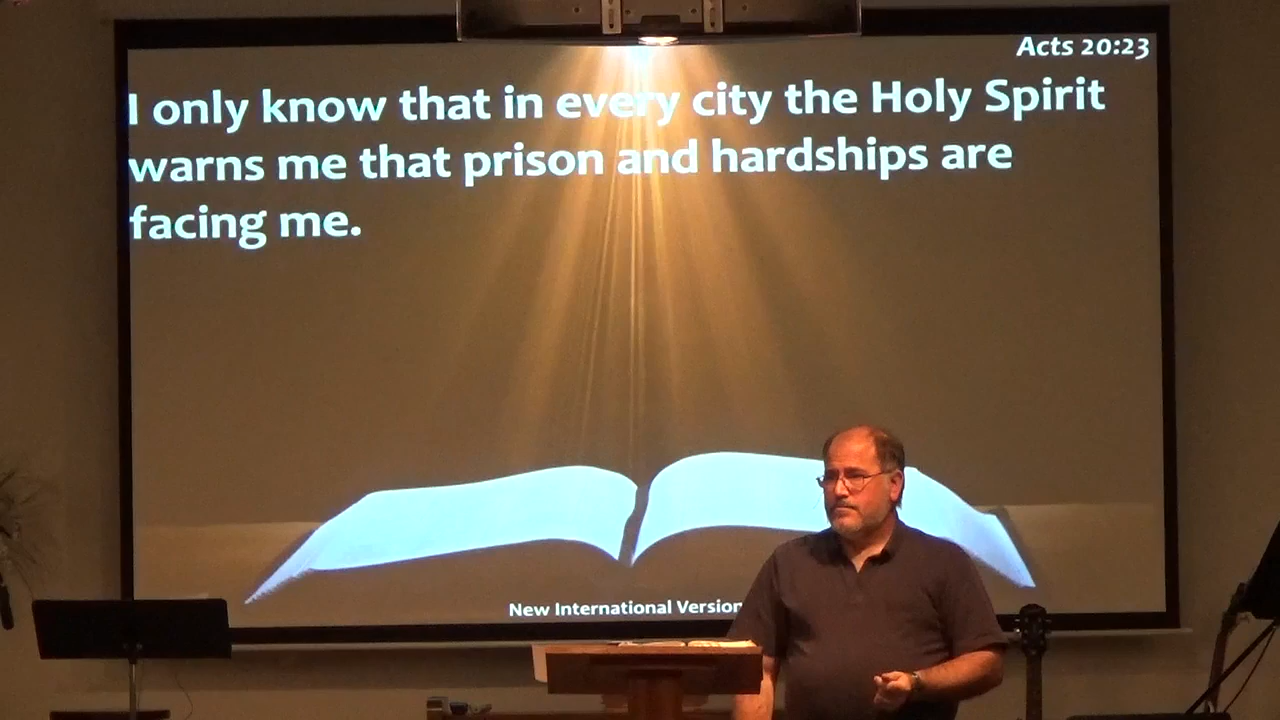 Acts 20:23
I only know that in every city the Holy Spirit
warns me that prison and hardships are
facing me.
New International Version